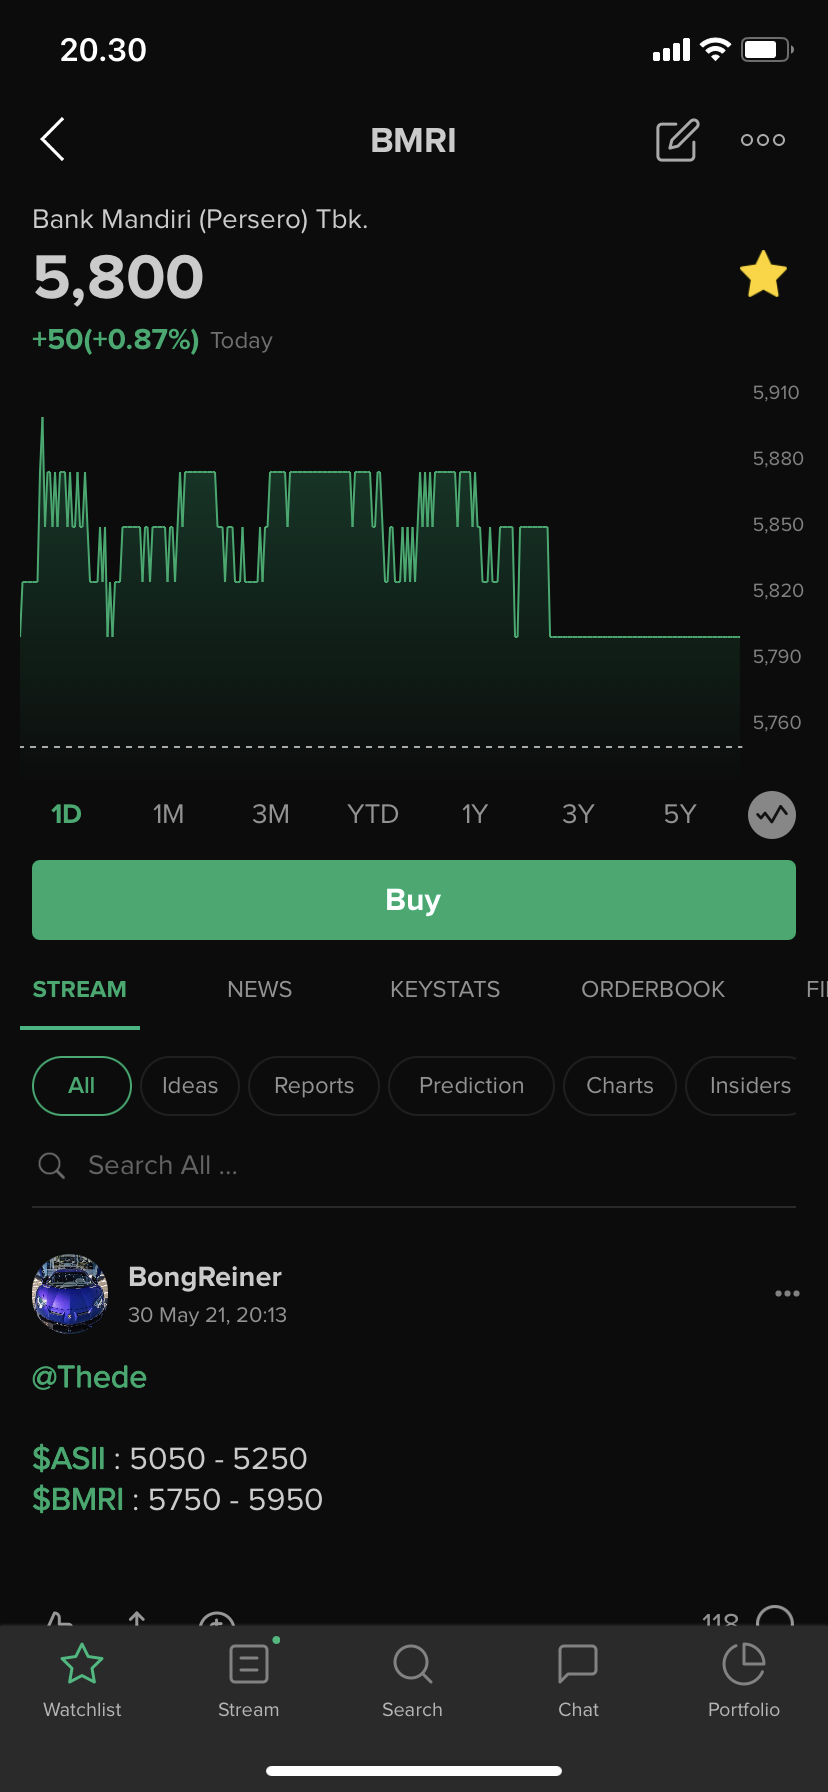 20.30
BMRI
Bank Mandiri (Persero) Tbk.
5,800
+50(+0.87%) Today
5,910
5,880
5,850
5,820
5,790
5,760
1D 1M 3M YTD 1Y 3Y 5Y
Buy
STREAM NEWS KEYSTATS ORDERBOOK FI
All Ideas Reports Prediction Charts Insiders
Search All ...
BongReiner
30 May 21, 20:13
@Thede
$ASII : 5050 - 5250
$BMRI : 5750 - 5950
118
Watchlist Stream Search Chat Portfolio